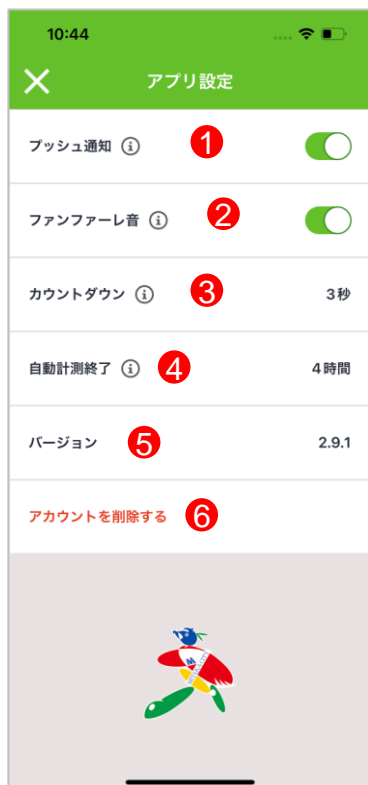 10:44
アプリ設定
プッシュ通知 1
ファンファーレ音 2
カウントダウン 3 3秒
自動計測終了 4 4時間
バージョン 5 2.9.1
アカウントを削除する 6
M